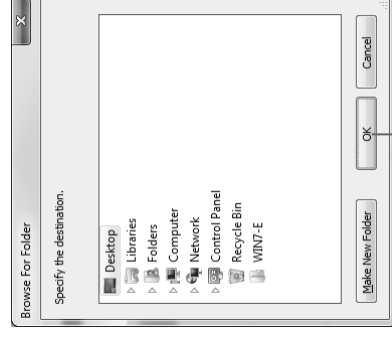 Browse For Folder
Specify the destination.
Desktop
Libraries
Folders
Computer
Network
Control Panel
Recycle Bin
WIN7-E
Make New Folder
OK
Cancel